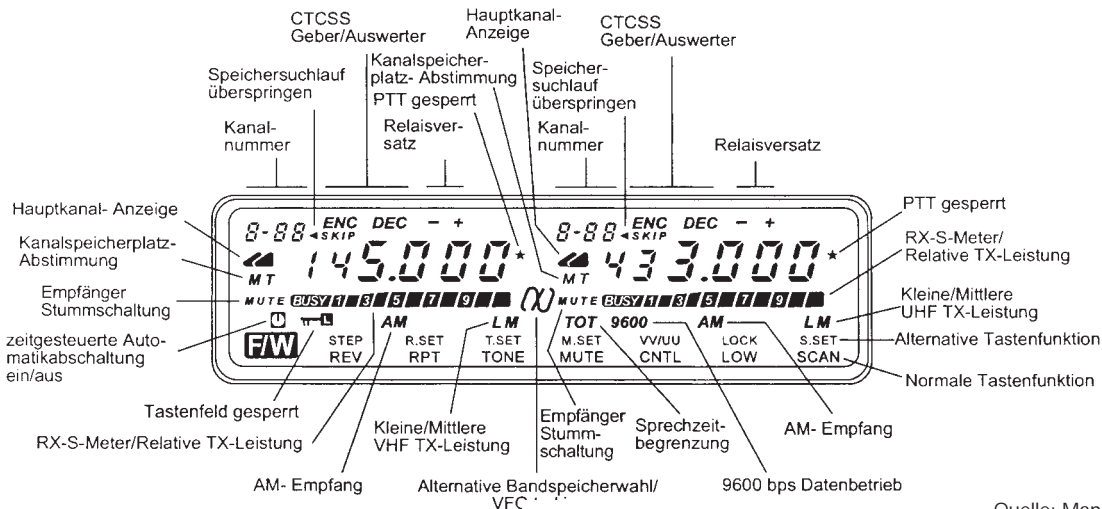 CTCSS
Geber/Auswerter
Hauptkanal-
Anzeige
CTCSS
Geber/Auswerter
Speichersuchlauf
überspringen
Kanalspeicher-
platz- Abstimmung
PTT gesperrt
Speicher-
suchlauf
überspringen
Kanal-
nummer
Relaisver-
satz
Kanal-
nummer
Relaisversatz
Hauptkanal- Anzeige
Kanalspeicherplatz-
Abstimmung
Empfänger
Stummschaltung
zeitgesteuerte Auto-
matikabschaltung
ein/aus
8-88 ◄SKIP ENC DEC - +
MT 145.000 ★
MUTE BUSY 1 3 5 7 9
L AM LM
8-88 ◄SKIP ENC DEC - +
MT 433.000 ★
MUTE BUSY 1 3 5 7 9
TOT 9600 AM LM
F/W STEP R.SET T.SET M.SET VV/UU LOCK S.SET
REV RPT TONE MUTE CNTL LOW SCAN
PTT gesperrt
RX-S-Meter/
Relative TX-Leistung
Kleine/Mittlere
UHF TX-Leistung
Alternative Tastenfunktion
Normale Tastenfunktion
Tastenfeld gesperrt
RX-S-Meter/Relative TX-Leistung
AM- Empfang
Kleine/Mittlere
VHF TX-Leistung
Alternative Bandspeicherwahl/
Empfänger
Stumm-
schaltung
Sprechzeit-
begrenzung
9600 bps Datenbetrieb
AM- Empfang
Quelle: